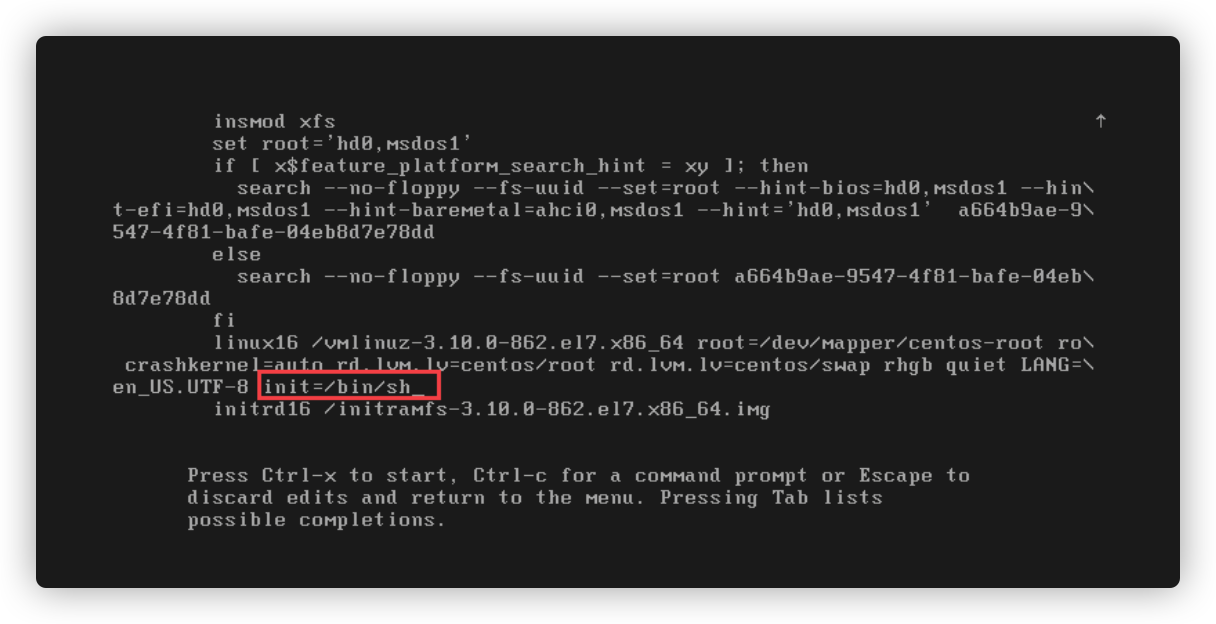 insmod xfs ↑
set root='hd0,msdos1'
if [ x$feature_platform_search_hint = xy ]; then
search --no-floppy --fs-uuid --set=root --hint-bios=hd0,msdos1 --hin\
t-efi=hd0,msdos1 --hint-baremetal=ahci0,msdos1 --hint='hd0,msdos1'  a664b9ae-9\
547-4f81-bafe-04eb8d7e78dd
else
search --no-floppy --fs-uuid --set=root a664b9ae-9547-4f81-bafe-04eb\
8d7e78dd
fi
linux16 /vmlinuz-3.10.0-862.el7.x86_64 root=/dev/mapper/centos-root ro\
crashkernel=auto rd.lvm.lv=centos/root rd.lvm.lv=centos/swap rhgb quiet LANG=\
en_US.UTF-8 init=/bin/sh_
initrd16 /initramfs-3.10.0-862.el7.x86_64.img
Press Ctrl-x to start, Ctrl-c for a command prompt or Escape to
discard edits and return to the menu. Pressing Tab lists
possible completions.